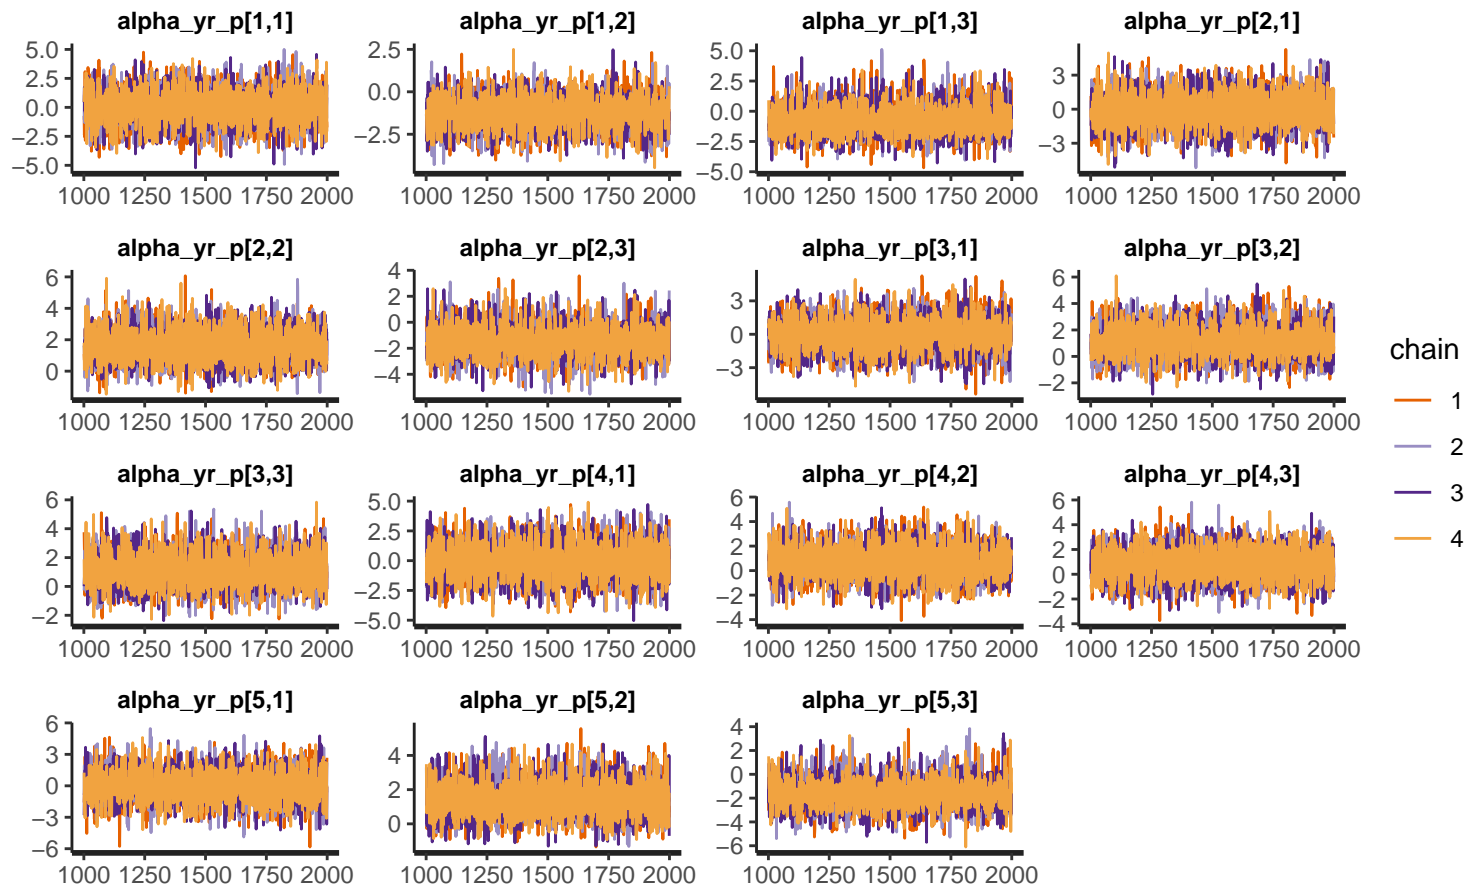 alpha_yr_p[1,1] alpha_yr_p[1,2] alpha_yr_p[1,3] alpha_yr_p[2,1]
5.0 2.5 0.0 −2.5 −5.0
2.5 0.0 −2.5
5.0 2.5 0.0 −2.5 −5.0
3 0 −3
1000 1250 1500 1750 2000 1000 1250 1500 1750 2000 1000 1250 1500 1750 2000 1000 1250 1500 1750 2000
alpha_yr_p[2,2] alpha_yr_p[2,3] alpha_yr_p[3,1] alpha_yr_p[3,2]
6 4 2 0
4 2 0 −2 −4
3 0 −3
6 4 2 0 −2
1000 1250 1500 1750 2000 1000 1250 1500 1750 2000 1000 1250 1500 1750 2000 1000 1250 1500 1750 2000
alpha_yr_p[3,3] alpha_yr_p[4,1] alpha_yr_p[4,2] alpha_yr_p[4,3]
6 4 2 0 −2
5.0 2.5 0.0 −2.5 −5.0
6 4 2 0 −2 −4
6 4 2 0 −2 −4
1000 1250 1500 1750 2000 1000 1250 1500 1750 2000 1000 1250 1500 1750 2000 1000 1250 1500 1750 2000
alpha_yr_p[5,1] alpha_yr_p[5,2] alpha_yr_p[5,3]
6 3 0 −3 −6
4 2 0
4 2 0 −2 −4 −6
1000 1250 1500 1750 2000 1000 1250 1500 1750 2000 1000 1250 1500 1750 2000
chain
1
2
3
4